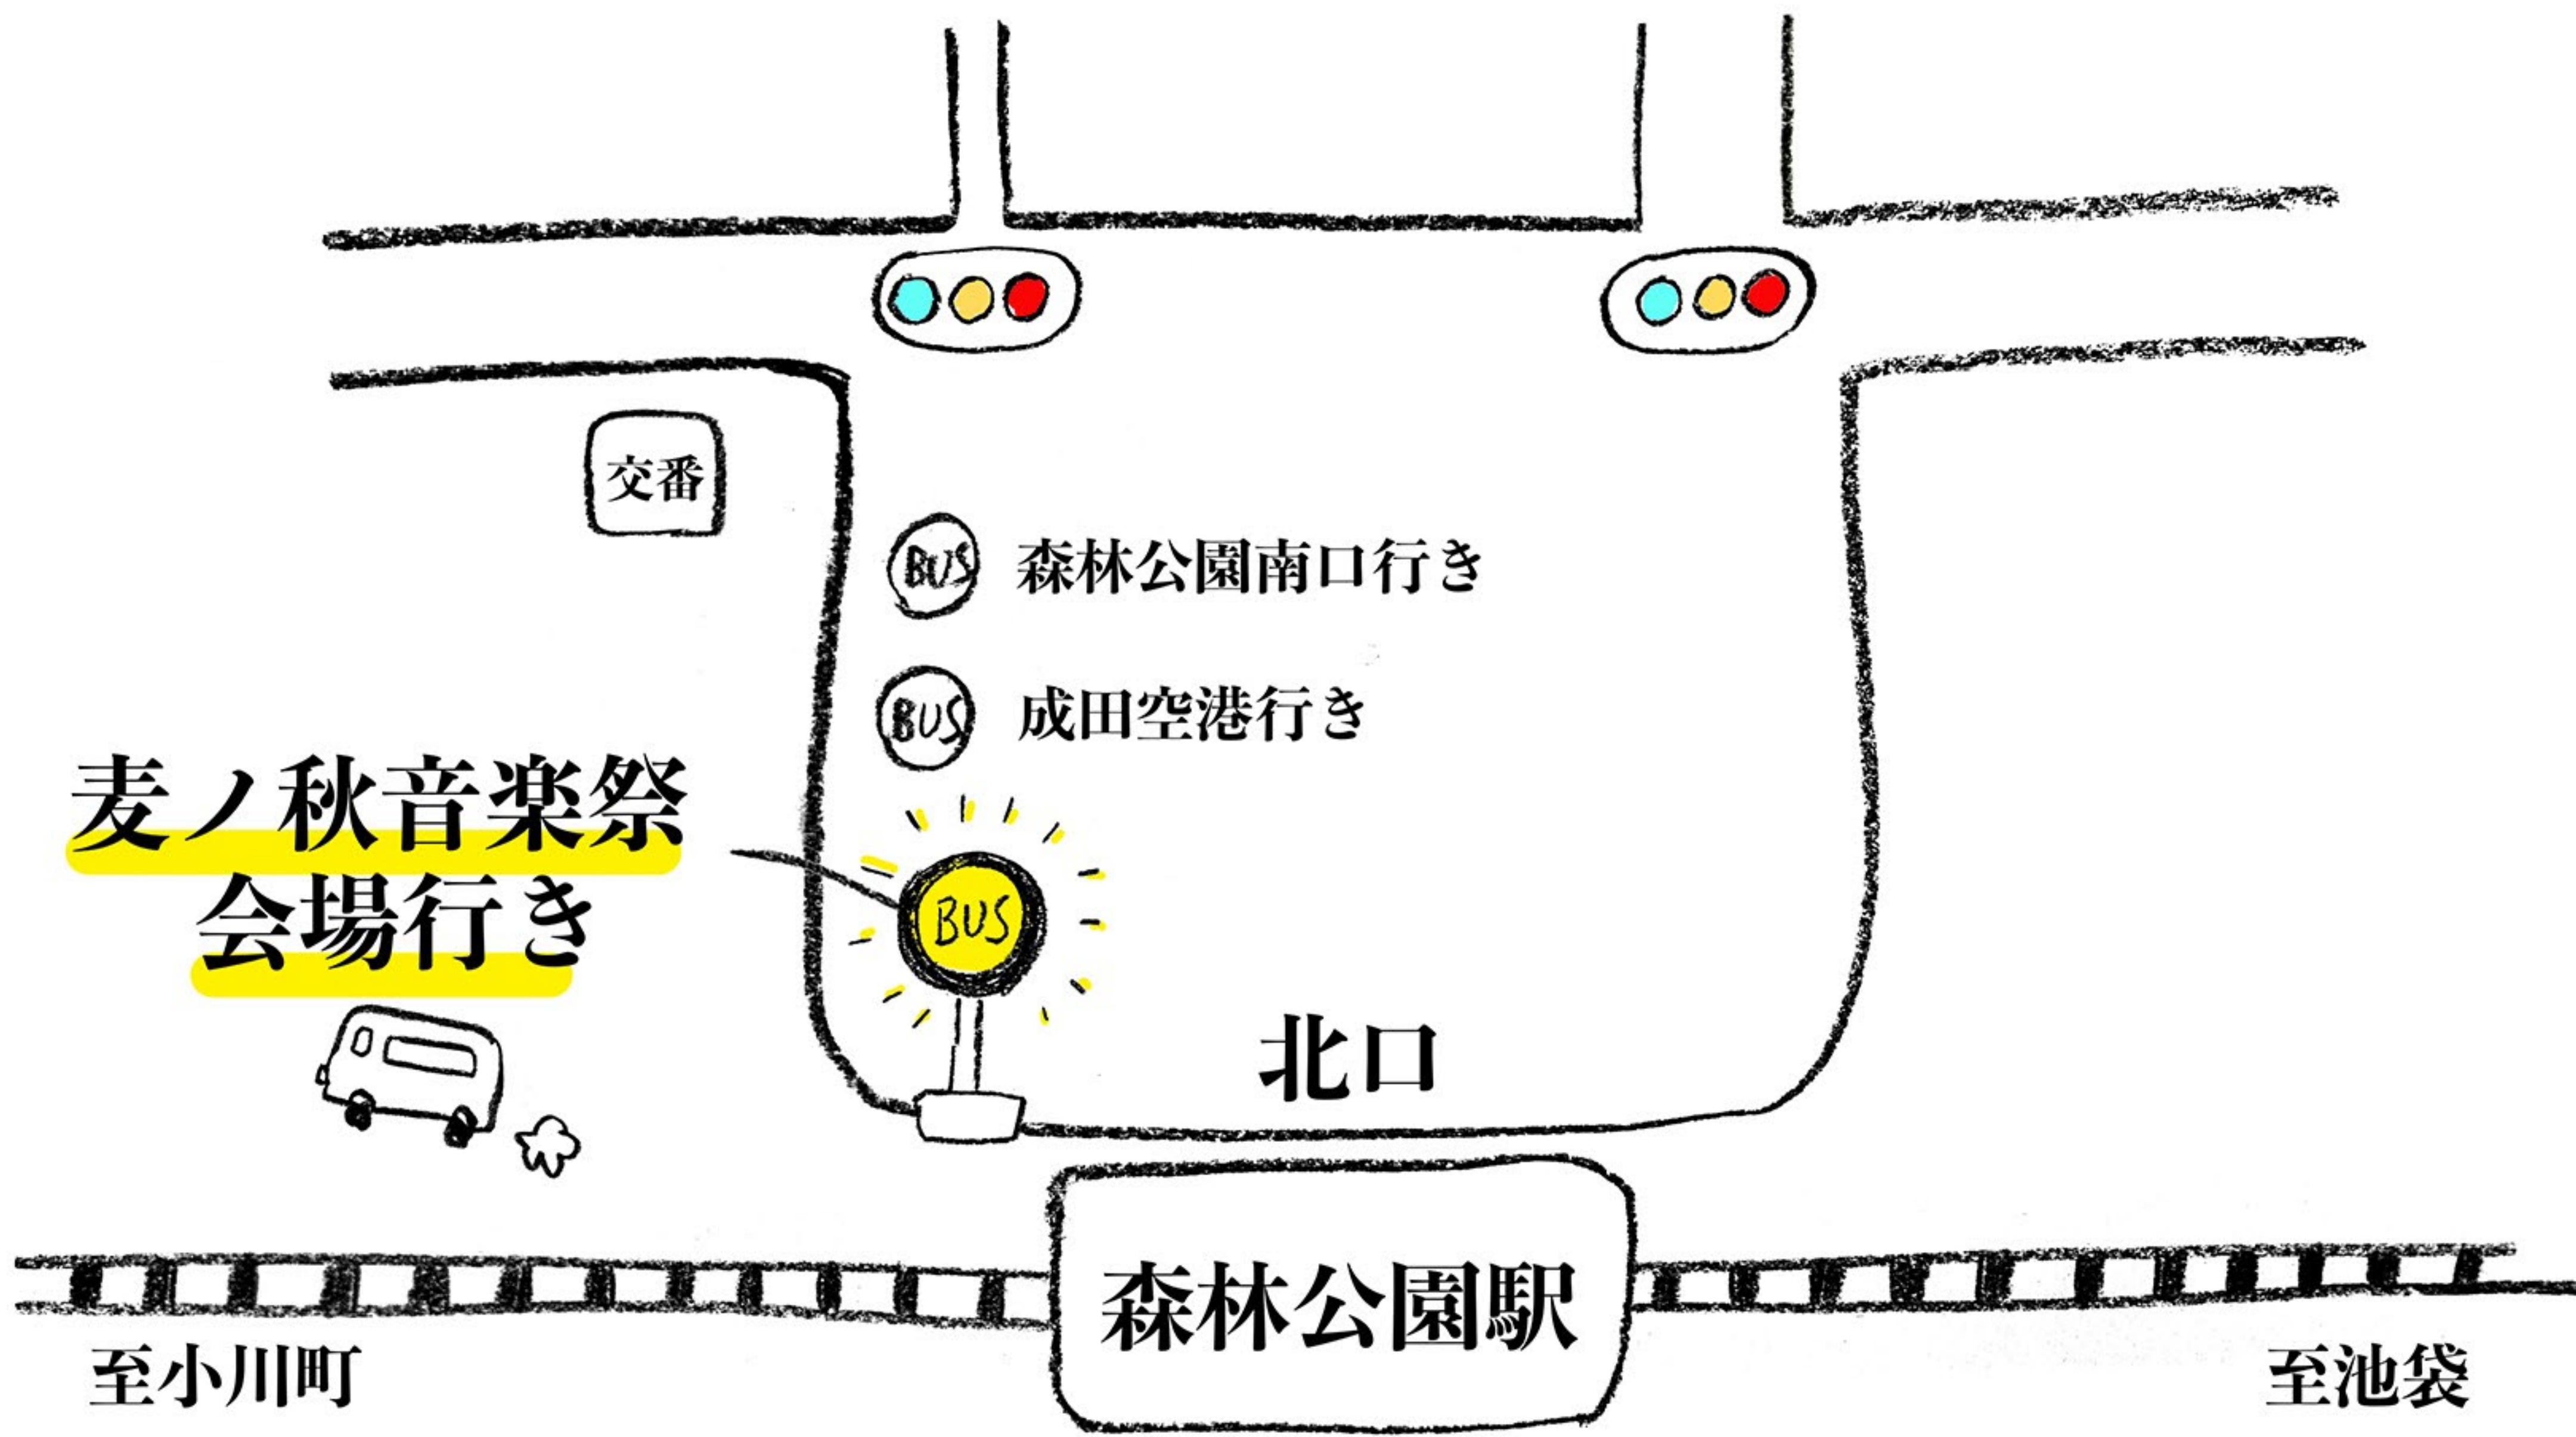 交番
BUS 森林公園南口行き
BUS 成田空港行き
麦ノ秋音楽祭
会場行き
BUS
北口
森林公園駅
至小川町
至池袋